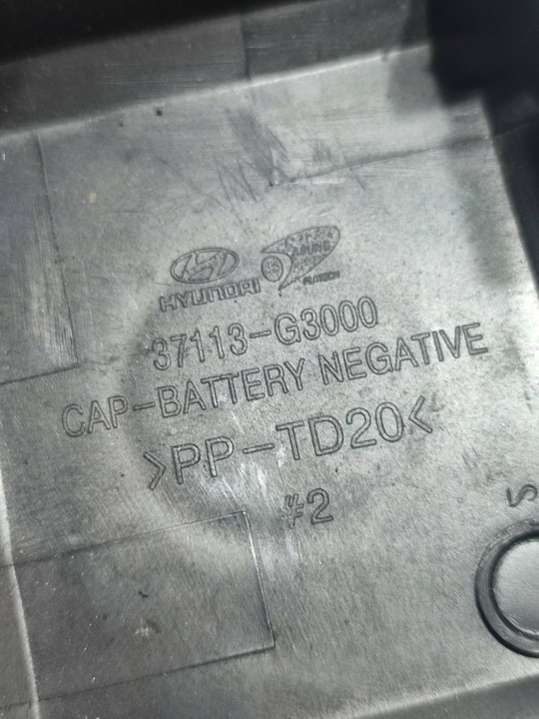 HYUNDAI
37113-G3000
CAP-BATTERY NEGATIVE
>PP-TD20<
#2
S